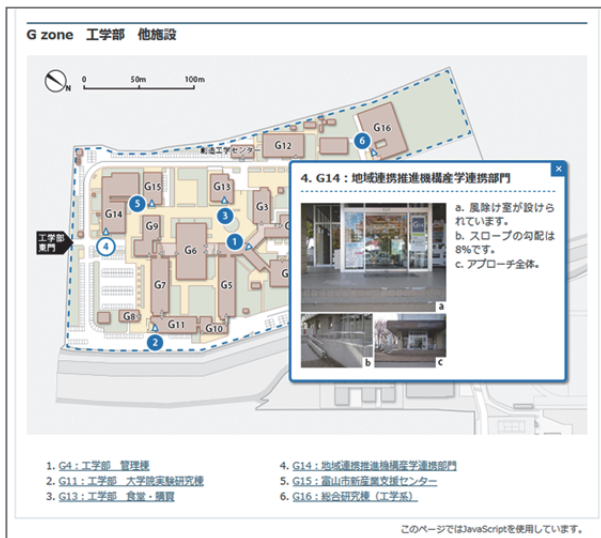 G zone 工学部 他施設
N
0 50m 100m
G16
6
創造工学センター
G12
G15
G13
G14
5
3
G3
G9
1
工学部
東門
4
G6
G7
G5
G8
G11
G10
2
×
4. G14：地域連携推進機構産学連携部門
a. 風除け室が設けら
れています。
b. スロープの勾配は
8%です。
c. アプローチ全体。
a
b
c
1. G4：工学部 管理棟
2. G11：工学部 大学院実験研究棟
3. G13：工学部 食堂・購買
4. G14：地域連携推進機構産学連携部門
5. G15：富山市新産業支援センター
6. G16：総合研究棟（工学系）
このページではJavaScriptを使用しています。